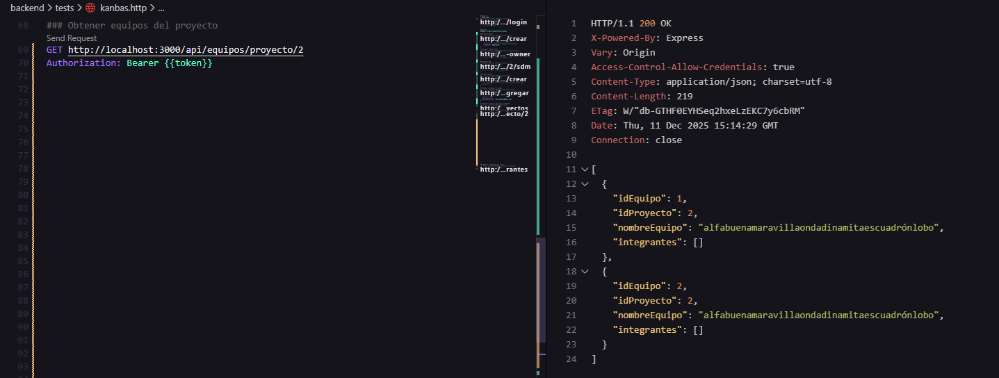 backend > tests > kanbas.http > ...
68 ### Obtener equipos del proyecto
Send Request
69 GET http://localhost:3000/api/equipos/proyecto/2
70 Authorization: Bearer {{token}}
71
72
73
74
75
76
77
78
79
80
81
82
83
84
85
86
87
88
89
90
91
92
93
http:/.../login
http:/.../crear
http:/...-owner
http:/.../2/sdm
http:/.../crear
http:/...gregar
http:/...yectos
http:/...ecto/2
http:/...rantes
1 HTTP/1.1 200 OK
2 X-Powered-By: Express
3 Vary: Origin
4 Access-Control-Allow-Credentials: true
5 Content-Type: application/json; charset=utf-8
6 Content-Length: 219
7 ETag: W/"db-GTHF0EYHSeq2hxeLzEKC7y6cbRM"
8 Date: Thu, 11 Dec 2025 15:14:29 GMT
9 Connection: close
10
11 [
12 {
13 "idEquipo": 1,
14 "idProyecto": 2,
15 "nombreEquipo": "alfabuenamaravillaondadinamitaescuadrónlobo",
16 "integrantes": []
17 },
18 {
19 "idEquipo": 2,
20 "idProyecto": 2,
21 "nombreEquipo": "alfabuenamaravillaondadinamitaescuadrónlobo",
22 "integrantes": []
23 }
24 ]